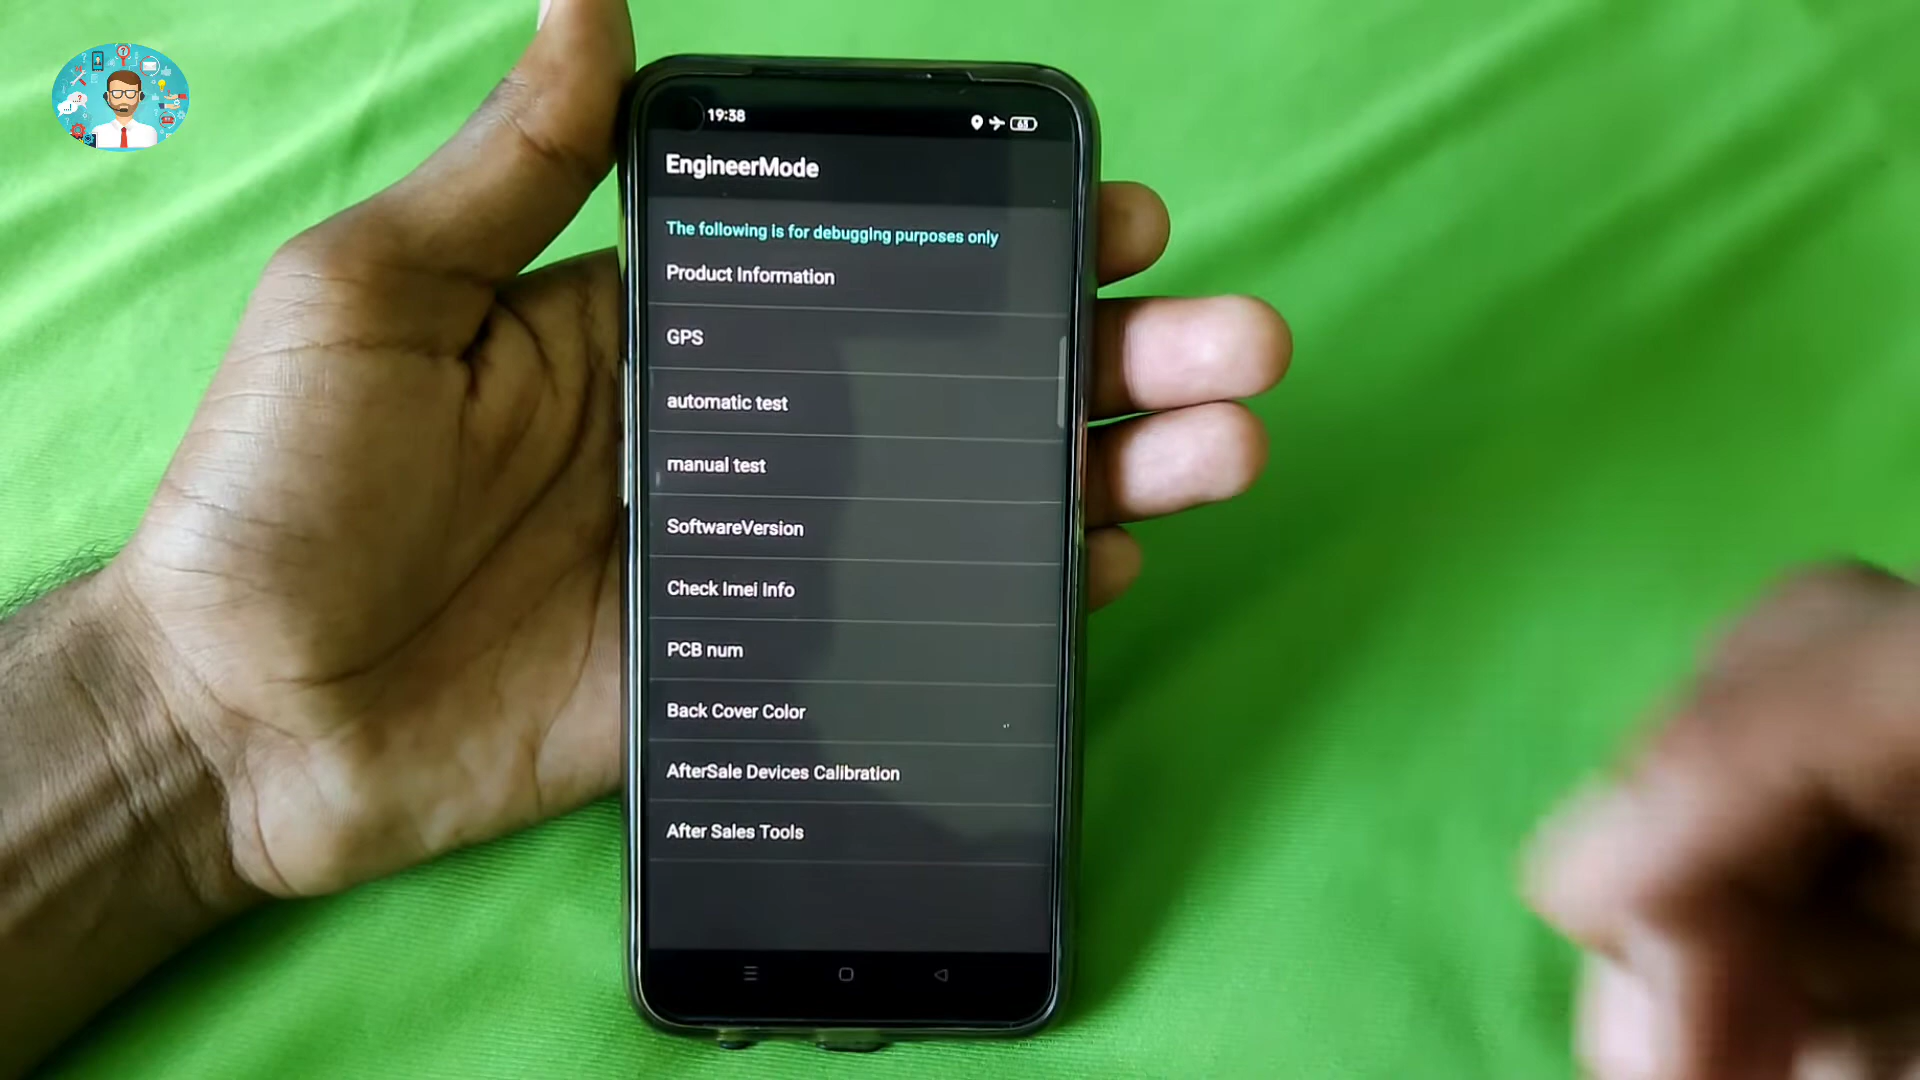 19:38
65
EngineerMode
The following is for debugging purposes only
Product Information
GPS
automatic test
manual test
SoftwareVersion
Check Imei Info
PCB num
Back Cover Color
AfterSale Devices Calibration
After Sales Tools